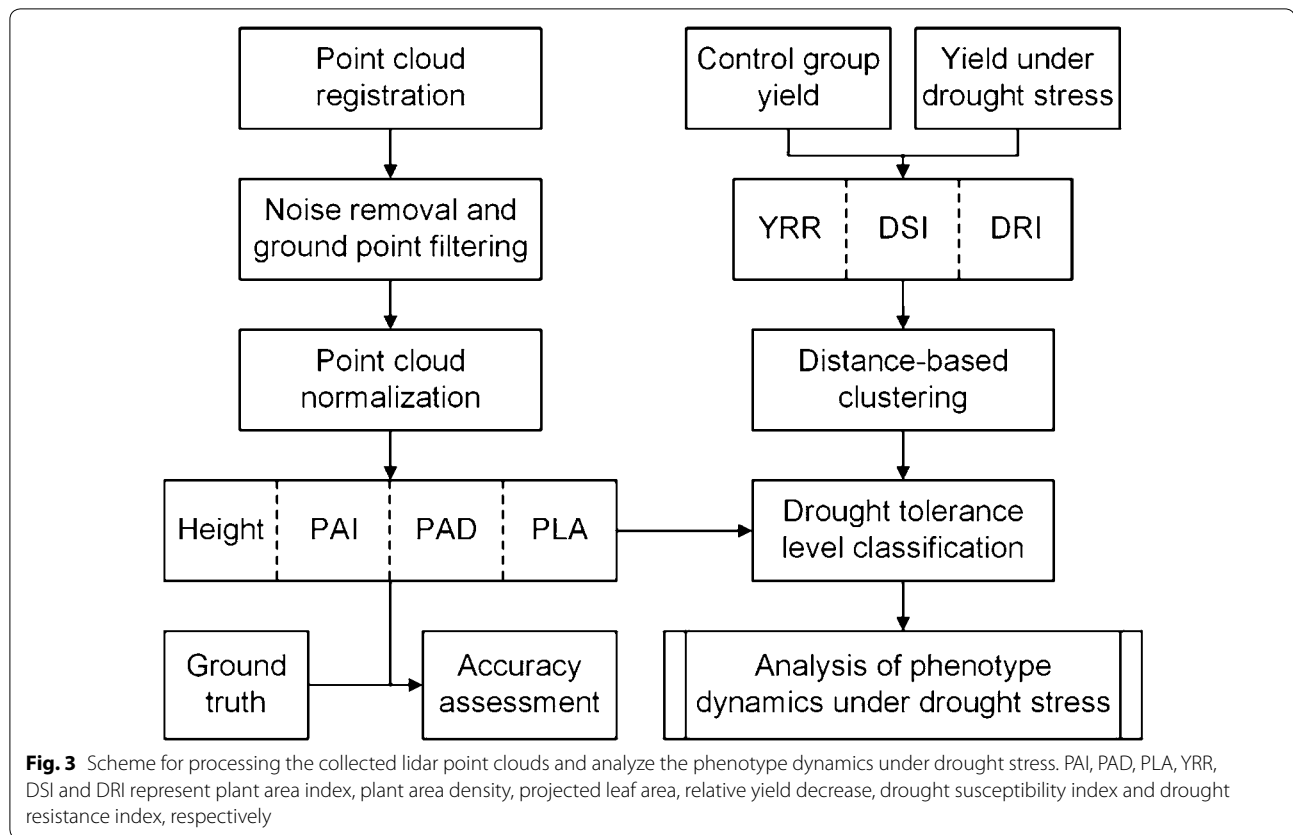 Point cloud
registration
Noise removal and
ground point filtering
Point cloud
normalization
Height PAI PAD PLA
Ground
truth
Accuracy
assessment
Control group
yield
Yield under
drought stress
YRR DSI DRI
Distance-based
clustering
Drought tolerance
level classification
Analysis of phenotype
dynamics under drought stress
Fig. 3 Scheme for processing the collected lidar point clouds and analyze the phenotype dynamics under drought stress. PAI, PAD, PLA, YRR,
DSI and DRI represent plant area index, plant area density, projected leaf area, relative yield decrease, drought susceptibility index and drought
resistance index, respectively